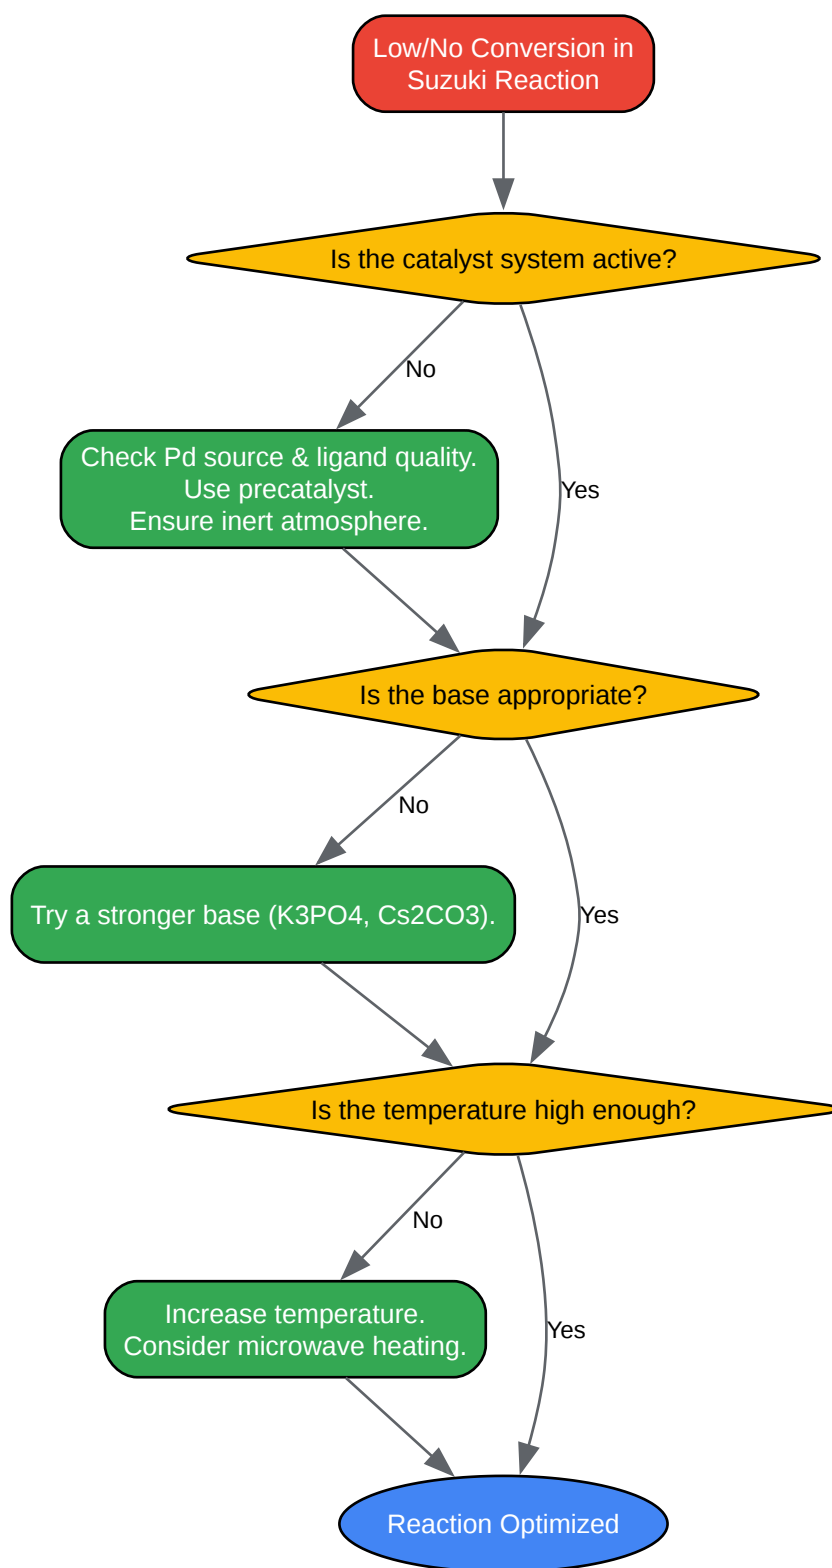 Low/No Conversion in
Suzuki Reaction
Is the catalyst system active?
No
Check Pd source & ligand quality.
Use precatalyst.
Ensure inert atmosphere.
Yes
Is the base appropriate?
No
Try a stronger base (K3PO4, Cs2CO3).
Yes
Is the temperature high enough?
No
Increase temperature.
Consider microwave heating.
Yes
Reaction Optimized